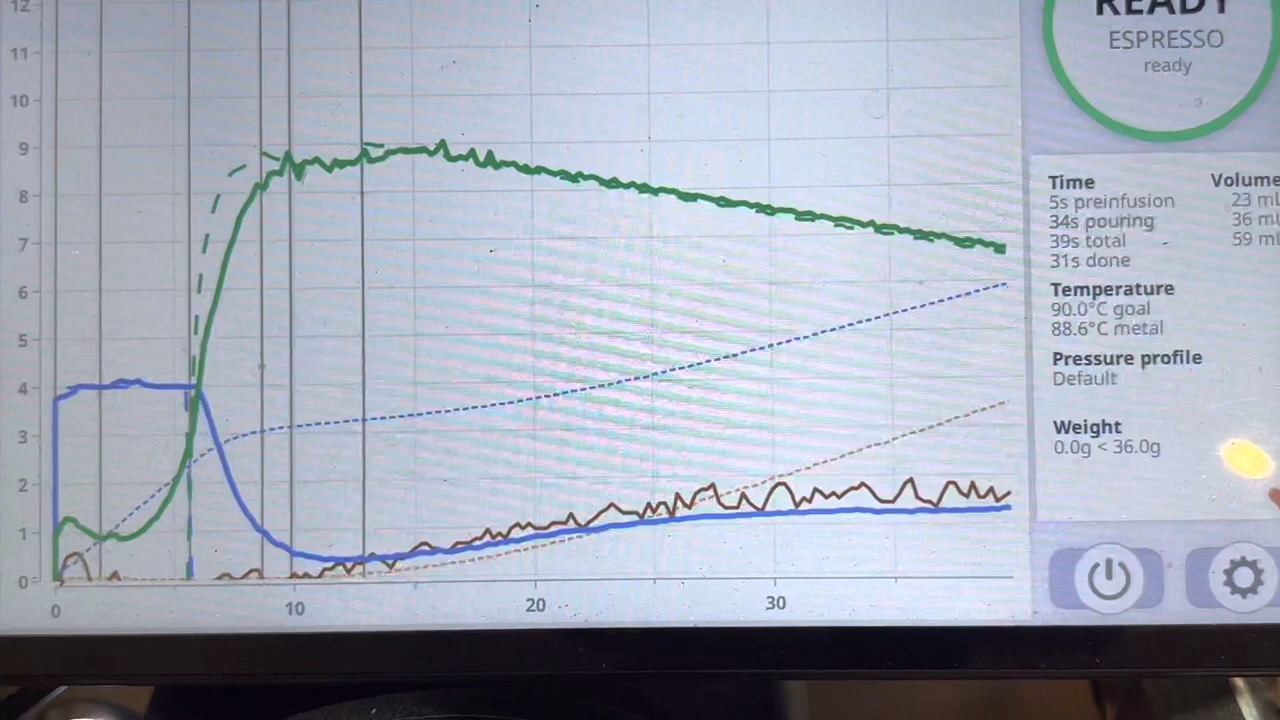 12
11
10
9
8
7
6
5
4
3
2
1
0
0
10
20
30
READY
ESPRESSO
ready
Time
5s preinfusion
34s pouring
39s total
31s done
Volume
23 mL
36 mL
59 mL
Temperature
90.0°C goal
88.6°C metal
Pressure profile
Default
Weight
0.0g < 36.0g